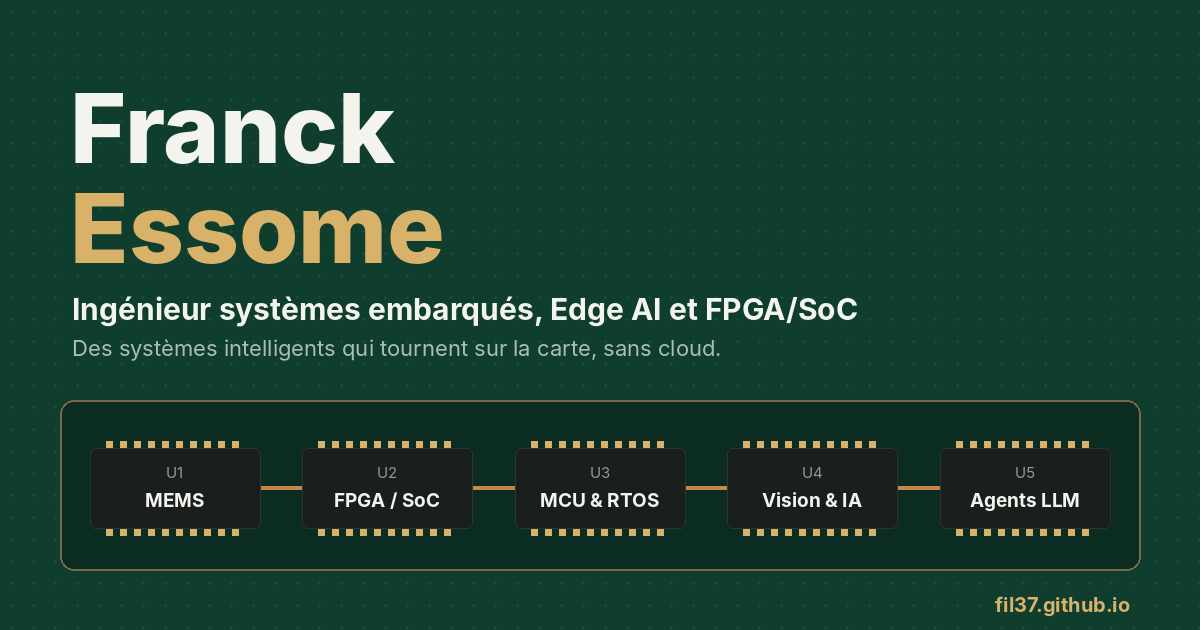 Franck
Essome
Ingénieur systèmes embarqués, Edge AI et FPGA/SoC
Des systèmes intelligents qui tournent sur la carte, sans cloud.
U1
MEMS
U2
FPGA / SoC
U3
MCU & RTOS
U4
Vision & IA
U5
Agents LLM
fil37.github.io